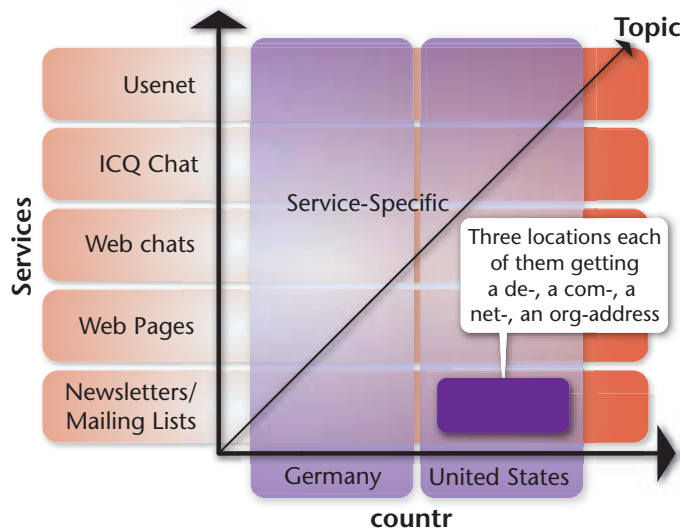 Topic
Usenet
ICQ Chat
Service-Specific
Services
Web chats
Three locations each
of them getting
a de-, a com-, a
net-, an org-address
Web Pages
Newsletters/
Mailing Lists
Germany
United States
countr